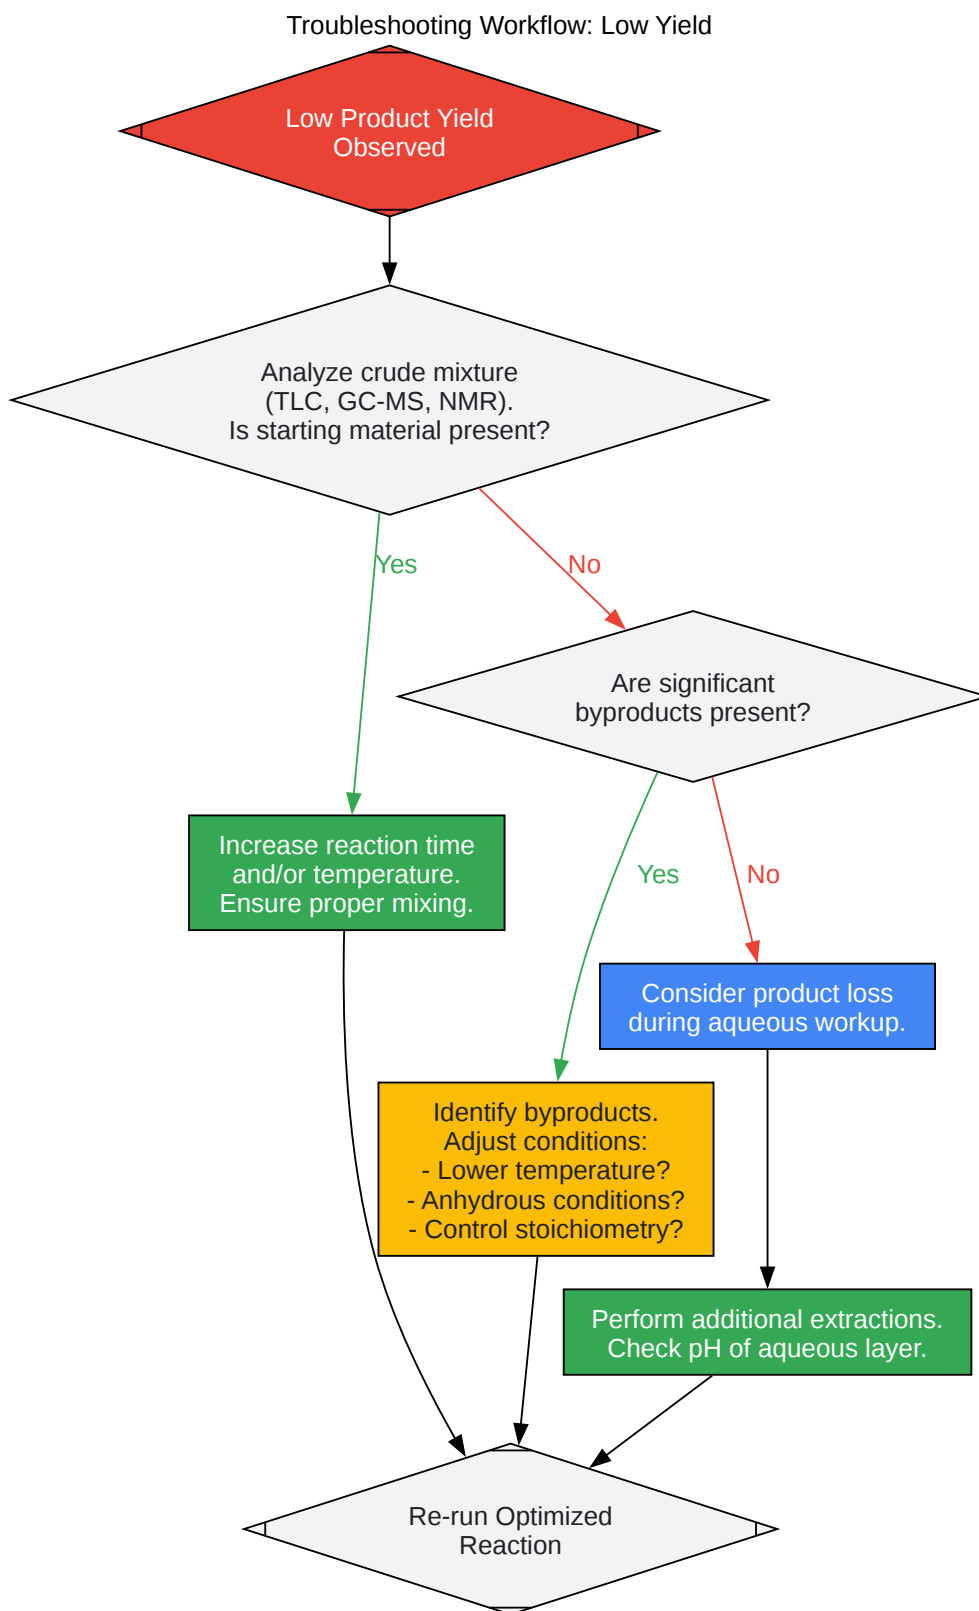 Troubleshooting Workflow: Low Yield
Low Product Yield
Observed
Analyze crude mixture
(TLC, GC-MS, NMR).
Is starting material present?
Yes
No
Are significant
byproducts present?
Increase reaction time
and/or temperature.
Ensure proper mixing.
Yes
No
Consider product loss
during aqueous workup.
Identify byproducts.
Adjust conditions:
- Lower temperature?
- Anhydrous conditions?
- Control stoichiometry?
Perform additional extractions.
Check pH of aqueous layer.
Re-run Optimized
Reaction